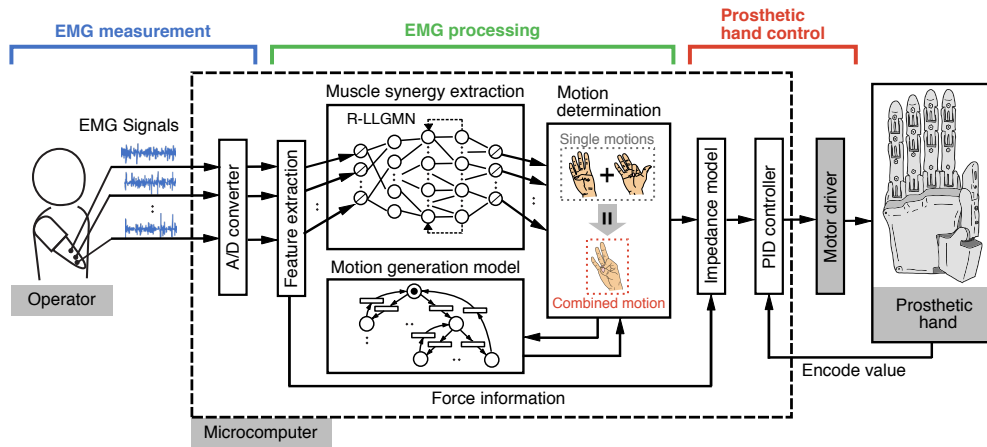 EMG measurement
EMG processing
Prosthetic
hand control
EMG Signals
Operator
A/D converter
Feature extraction
Muscle synergy extraction
R-LLGMN
Motion generation model
Motion
determination
Single motions
Combined motion
Impedance model
PID controller
Motor driver
Prosthetic
hand
Encode value
Force information
Microcomputer